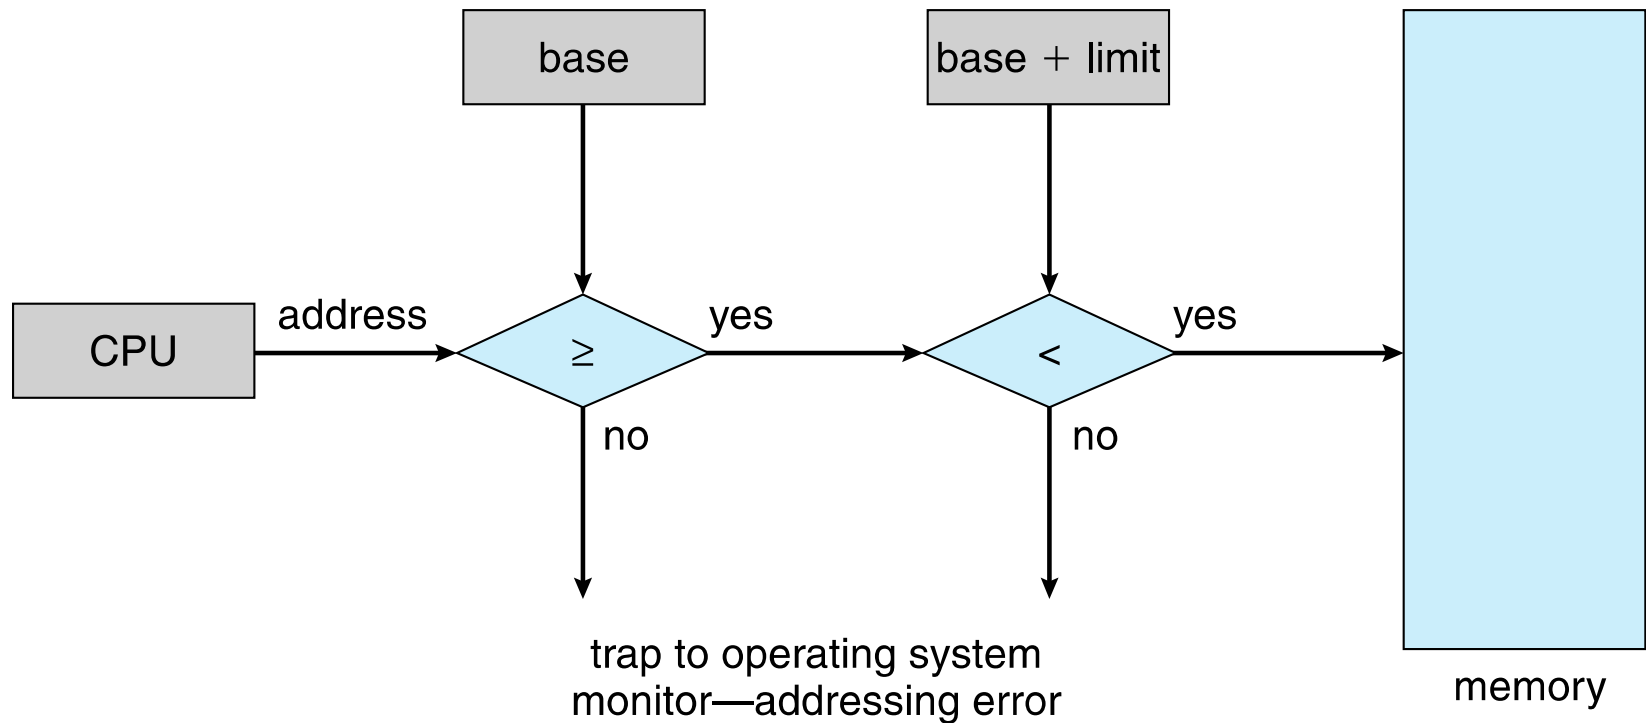 base
base + limit
CPU
address
≥
yes
<
yes
no
no
trap to operating system
monitor—addressing error
memory